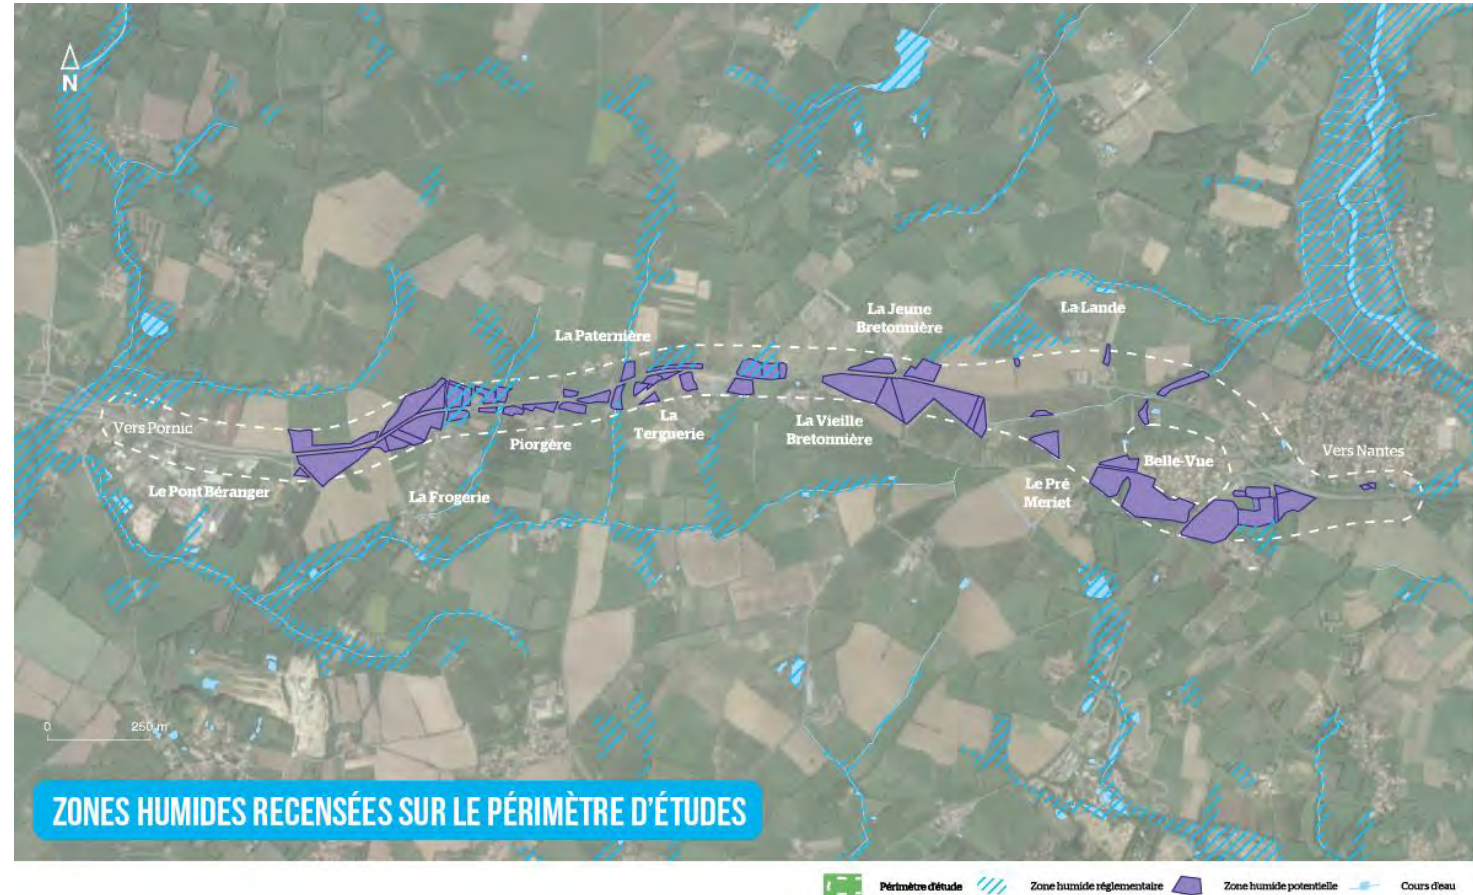 N
La Jeune
Bretonnière
La Lande
La Paternière
Vers Pornic
La
Terguerie
La Vieille
Bretonnière
Piorgère
Belle-Vue
Vers Nantes
Le Pont Béranger
La Frogerie
Le Pré
Meriet
0 250 m
ZONES HUMIDES RECENSÉES SUR LE PÉRIMÈTRE D'ÉTUDES
Périmètre d'étude Zone humide réglementaire Zone humide potentielle Cours d'eau